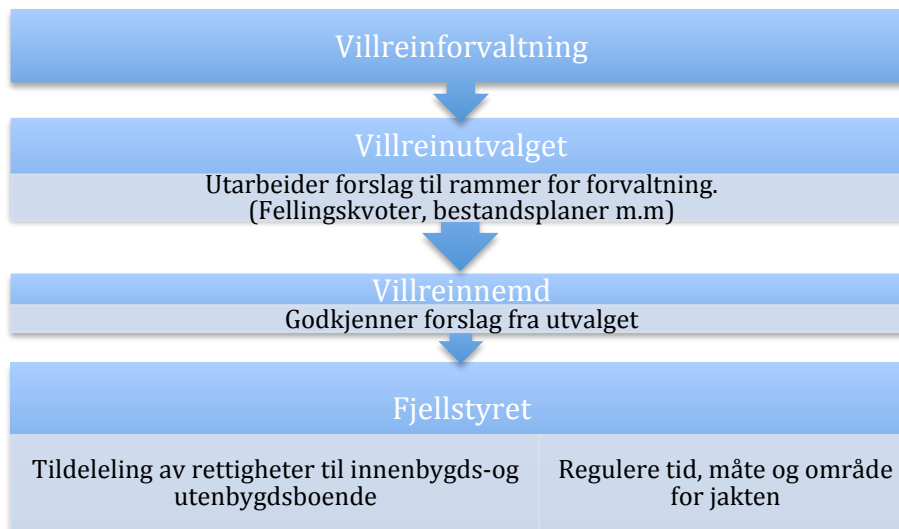 Villreinforvaltning
Villreinutvalget
Utarbeider forslag til rammer for forvaltning.
(Fellingskvoter, bestandsplaner m.m)
Villreinnemd
Godkjenner forslag fra utvalget
Fjellstyret
Tildeleling av rettigheter til innenbygds-og
utenbygdsboende
Regulere tid, måte og område
for jakten